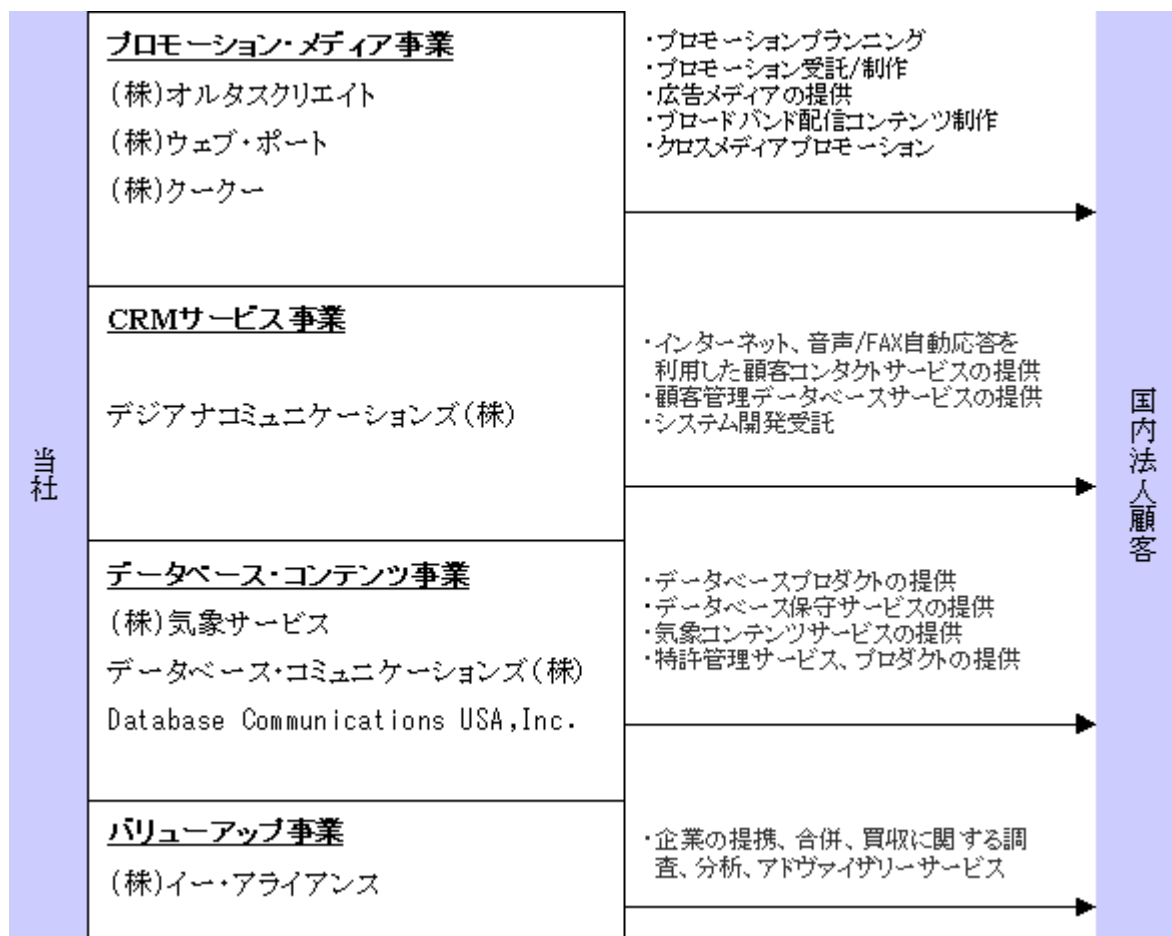 当社
プロモーション・メディア事業
(株)オルタスクリエイト
(株)ウェブ・ポート
(株)クークー
・プロモーションプランニング
・プロモーション受託/制作
・広告メディアの提供
・ブロードバンド配信コンテンツ制作
・クロスメディアプロモーション
CRMサービス事業
デジアナコミュニケーションズ(株)
・インターネット、音声/FAX自動応答を
利用した顧客コンタクトサービスの提供
・顧客管理データベースサービスの提供
・システム開発受託
データベース・コンテンツ事業
(株)気象サービス
データベース・コミュニケーションズ(株)
Database Communications USA,Inc.
・データベースプロダクトの提供
・データベース保守サービスの提供
・気象コンテンツサービスの提供
・特許管理サービス、プロダクトの提供
バリューアップ事業
(株)イー・アライアンス
・企業の提携、合併、買収に関する調
査、分析、アドヴァイザリーサービス
国内法人顧客